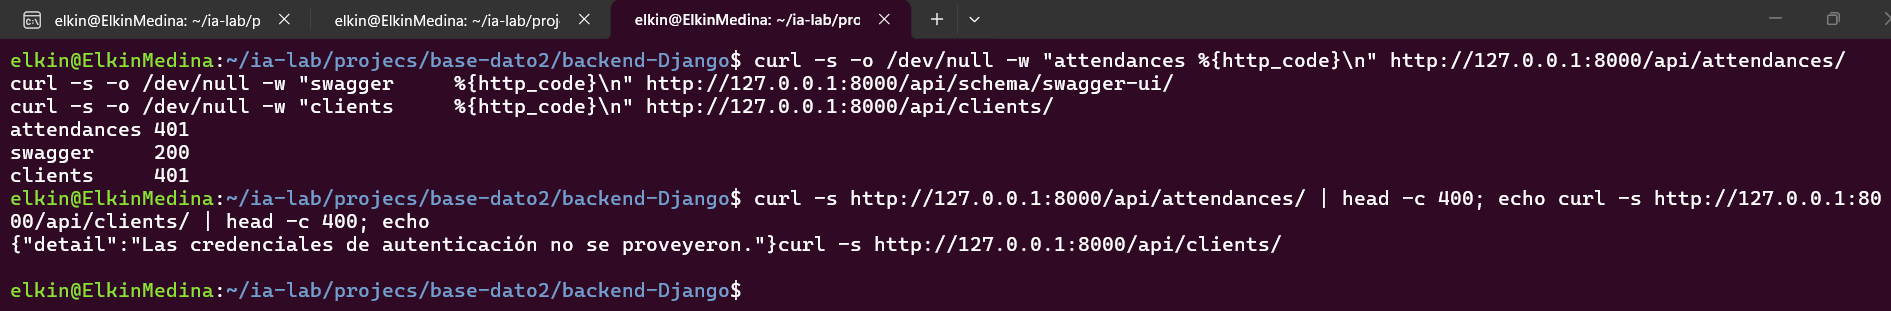 elkin@ElkinMedina: ~/ia-lab/p
elkin@ElkinMedina: ~/ia-lab/proj
elkin@ElkinMedina: ~/ia-lab/pro
elkin@ElkinMedina:~/ia-lab/projecs/base-dato2/backend-Django$ curl -s -o /dev/null -w "attendances %{http_code}\n" http://127.0.0.1:8000/api/attendances/
curl -s -o /dev/null -w "swagger     %{http_code}\n" http://127.0.0.1:8000/api/schema/swagger-ui/
curl -s -o /dev/null -w "clients     %{http_code}\n" http://127.0.0.1:8000/api/clients/
attendances 401
swagger     200
clients     401
elkin@ElkinMedina:~/ia-lab/projecs/base-dato2/backend-Django$ curl -s http://127.0.0.1:8000/api/attendances/ | head -c 400; echo curl -s http://127.0.0.1:80
00/api/clients/ | head -c 400; echo
{"detail":"Las credenciales de autenticación no se proveyeron."}curl -s http://127.0.0.1:8000/api/clients/
elkin@ElkinMedina:~/ia-lab/projecs/base-dato2/backend-Django$